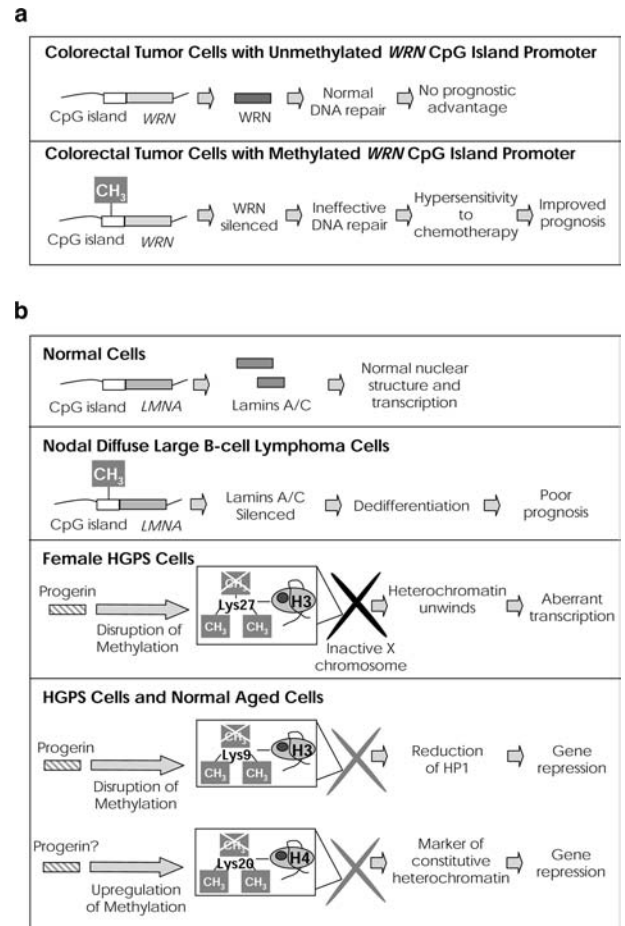 a
Colorectal Tumor Cells with Unmethylated WRN CpG Island Promoter
CpG island
WRN
WRN
Normal
DNA repair
No prognostic
advantage
Colorectal Tumor Cells with Methylated WRN CpG Island Promoter
CH3
CpG island
WRN
WRN
silenced
Ineffective
DNA repair
Hypersensitivity
to
chemotherapy
Improved
prognosis
b
Normal Cells
CpG island
LMNA
Lamins A/C
Normal nuclear
structure and
transcription
Nodal Diffuse Large B-cell Lymphoma Cells
CH3
CpG island
LMNA
Lamins A/C
Silenced
Dedifferentiation
Poor
prognosis
Female HGPS Cells
Progerin
Disruption of
Methylation
CH3
Lys27
CH3
CH3
H3
Inactive X
chromosome
Heterochromatin
unwinds
Aberrant
transcription
HGPS Cells and Normal Aged Cells
Progerin
Disruption of
Methylation
CH3
Lys9
CH3
CH3
H3
Reduction
of HP1
Gene
repression
Progerin?
Upregulation
of Methylation
CH3
Lys20
CH3
CH3
H4
Marker of
constitutive
heterochromatin
Gene
repression